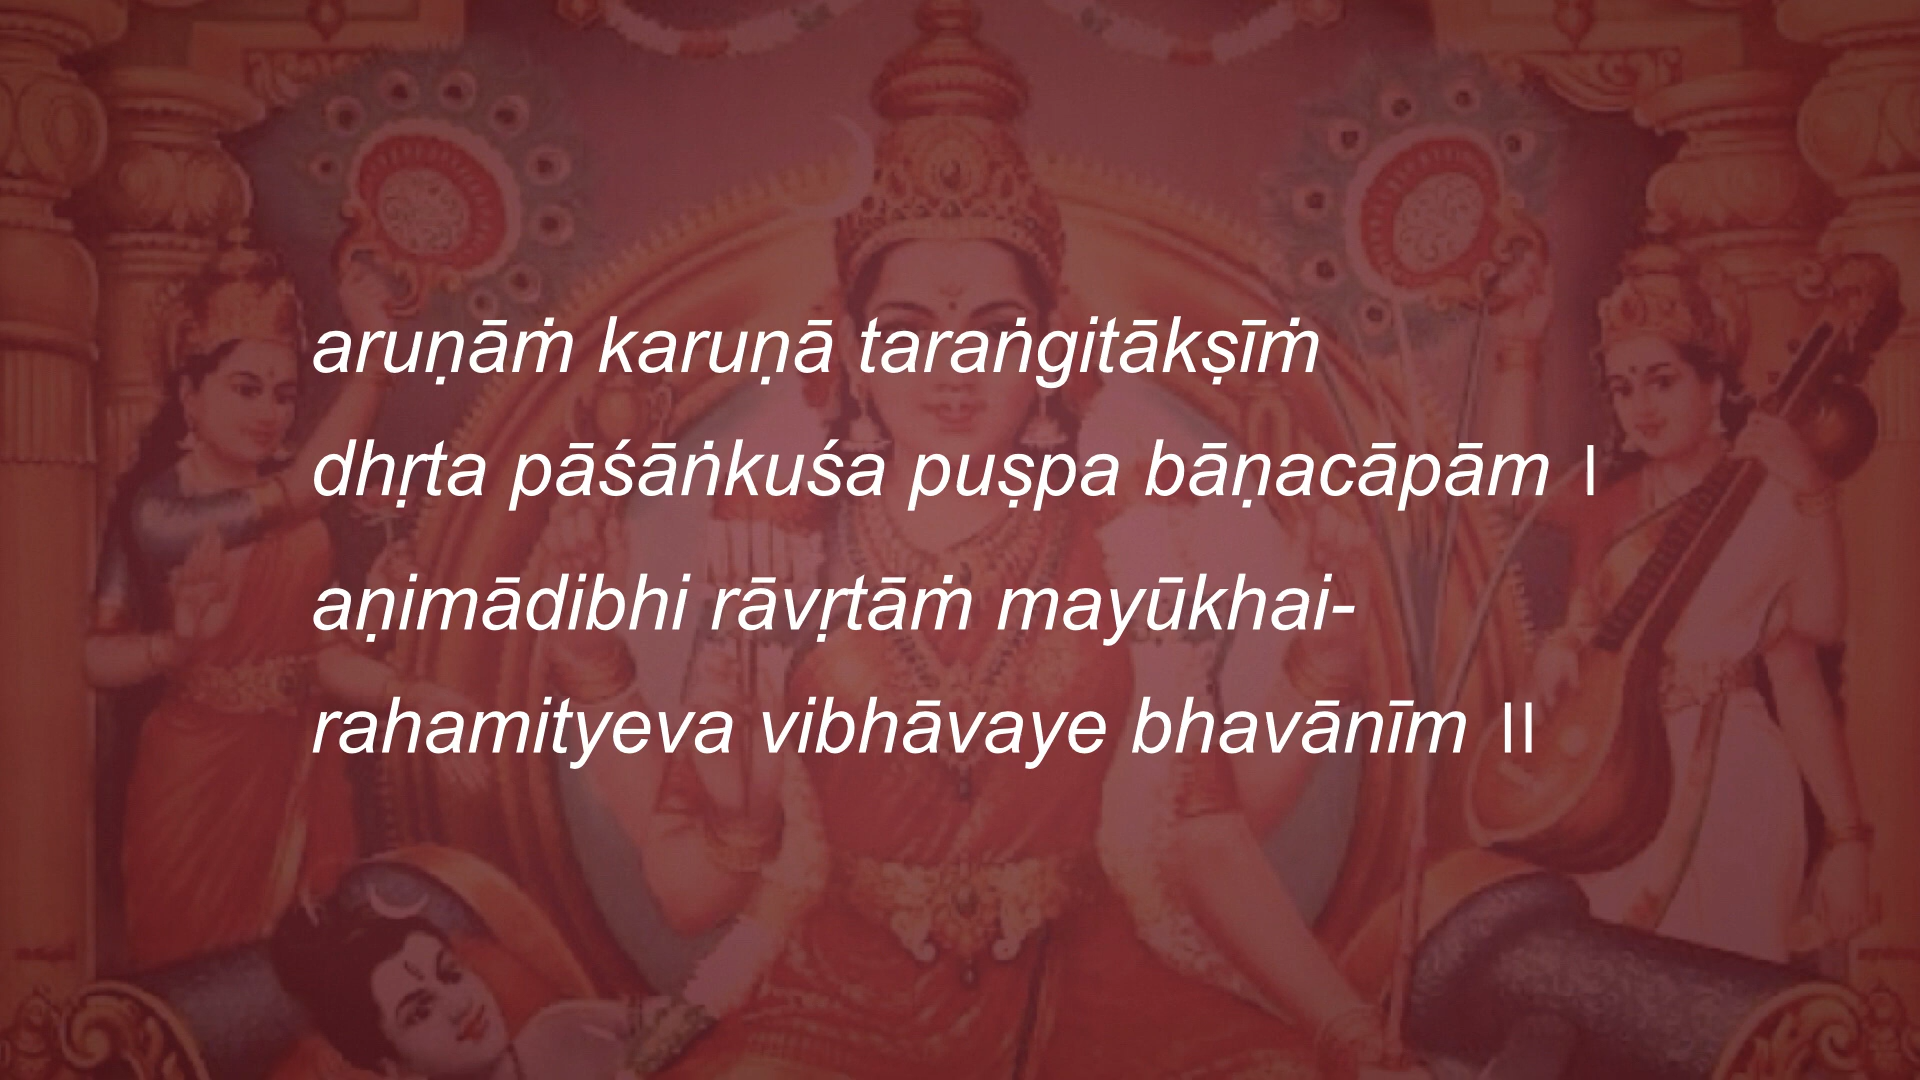 aruṇāṁ karuṇā taraṅgitākṣīṁ
dhṛta pāśāṅkuśa puṣpa bāṇacāpām ।
aṇimādibhi rāvṛtāṁ mayūkhai-
rahamityeva vibhāvaye bhavānīm ॥